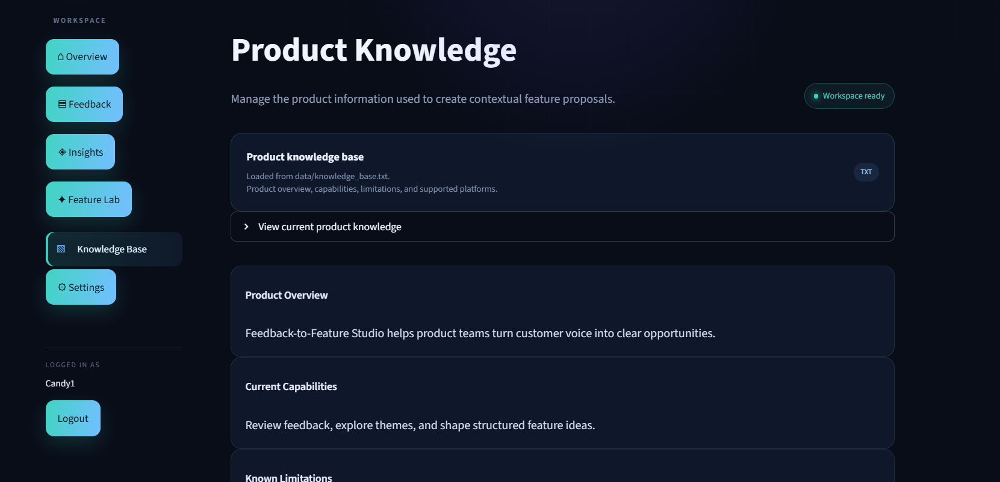 WORKSPACE
Overview
Feedback
Insights
Feature Lab
Knowledge Base
Settings
LOGGED IN AS
Candy1
Logout
Product Knowledge
Manage the product information used to create contextual feature proposals.
Workspace ready
Product knowledge base
Loaded from data/knowledge_base.txt.
Product overview, capabilities, limitations, and supported platforms.
TXT
View current product knowledge
Product Overview
Feedback-to-Feature Studio helps product teams turn customer voice into clear opportunities.
Current Capabilities
Review feedback, explore themes, and shape structured feature ideas.
Known Limitations